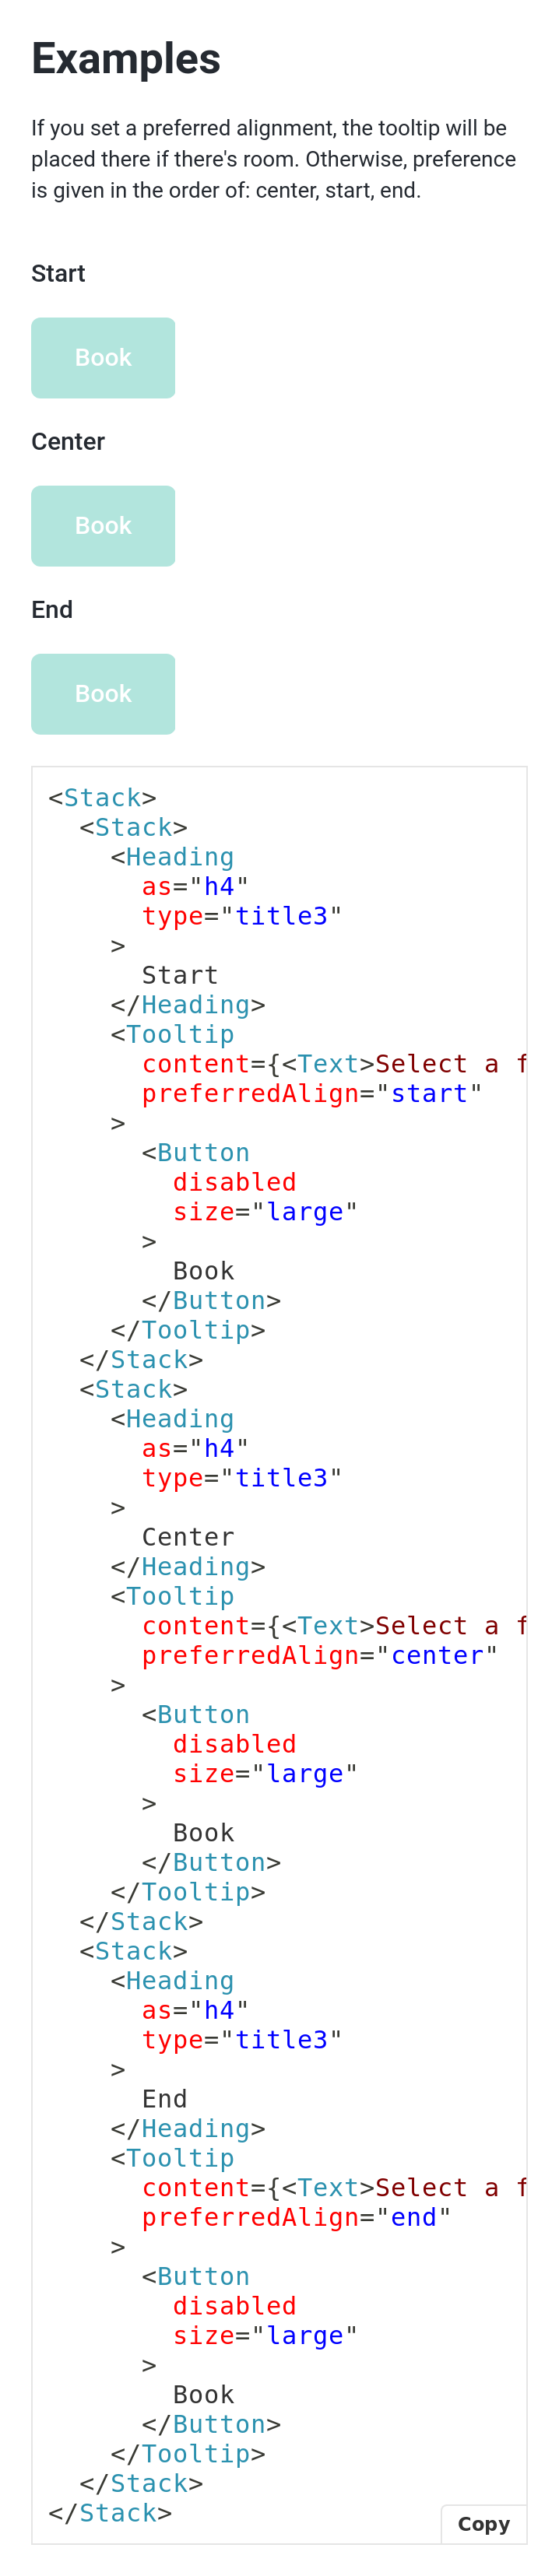 Examples
If you set a preferred alignment, the tooltip will be
placed there if there's room. Otherwise, preference
is given in the order of: center, start, end.
Start
Book
Center
Book
End
Book
<Stack>
  <Stack>
    <Heading
      as="h4"
      type="title3"
    >
      Start
    </Heading>
    <Tooltip
      content={<Text>Select a
      preferredAlign="start"
    >
      <Button
        disabled
        size="large"
      >
        Book
      </Button>
    </Tooltip>
  </Stack>
  <Stack>
    <Heading
      as="h4"
      type="title3"
    >
      Center
    </Heading>
    <Tooltip
      content={<Text>Select a
      preferredAlign="center"
    >
      <Button
        disabled
        size="large"
      >
        Book
      </Button>
    </Tooltip>
  </Stack>
  <Stack>
    <Heading
      as="h4"
      type="title3"
    >
      End
    </Heading>
    <Tooltip
      content={<Text>Select a
      preferredAlign="end"
    >
      <Button
        disabled
        size="large"
      >
        Book
      </Button>
    </Tooltip>
  </Stack>
</Stack>
Copy